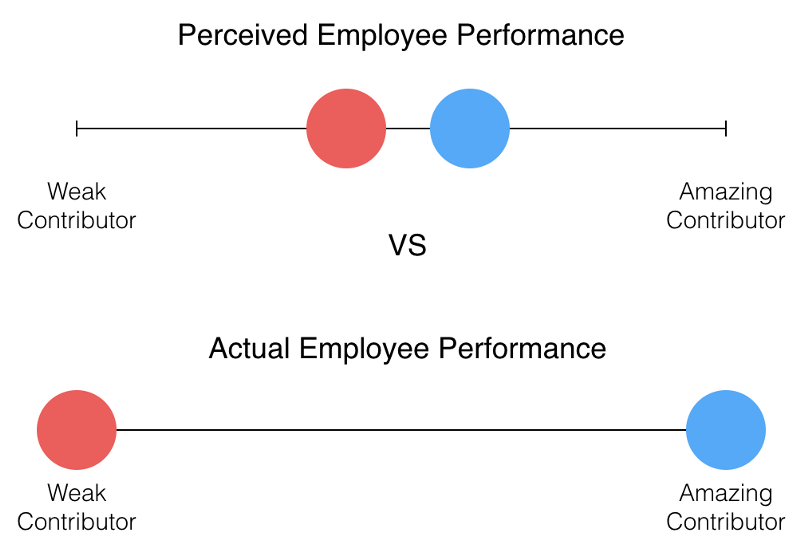 Perceived Employee Performance
Weak
Contributor
Amazing
Contributor
VS
Actual Employee Performance
Weak
Contributor
Amazing
Contributor